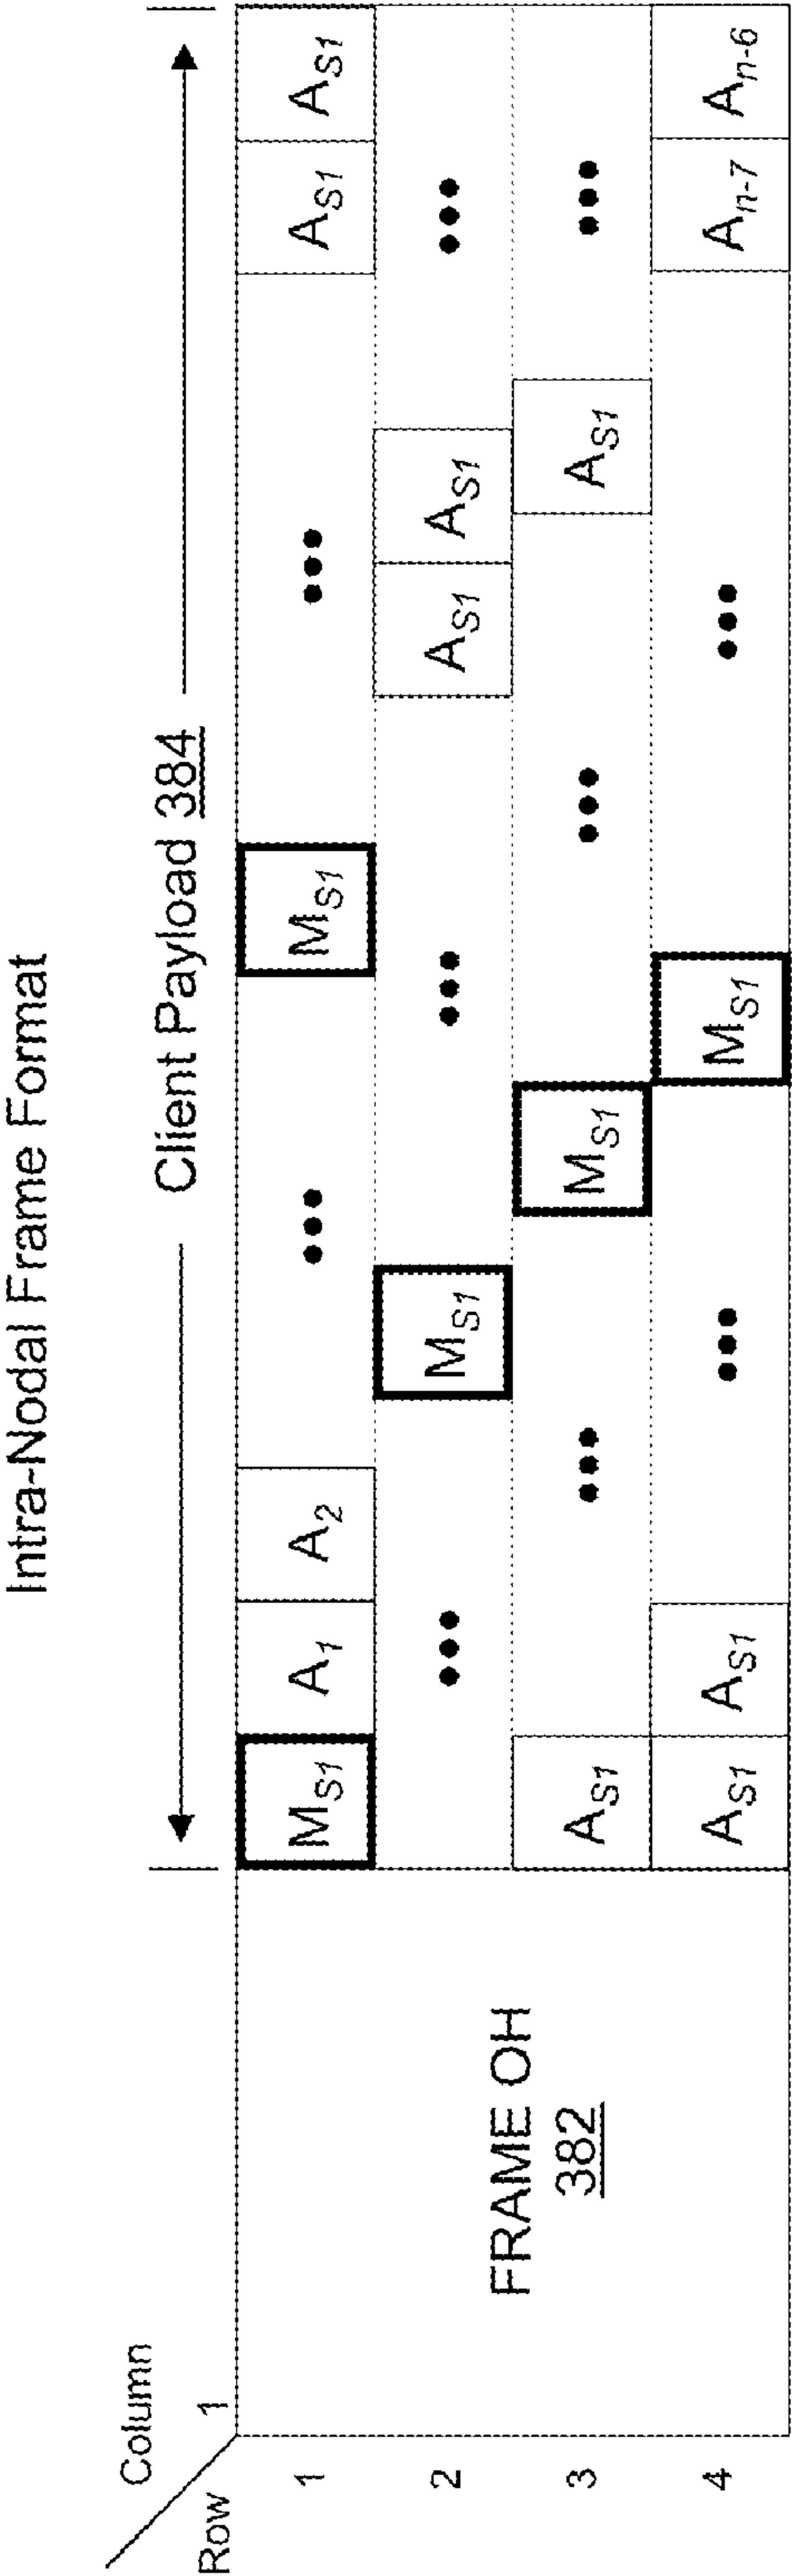 Intra-Nodal Frame Format
Client Payload 384
Column
Row
1
1 M_S1 A_1 A_2 ••• M_S1 ••• A_S1 A_S1
2 ••• M_S1 ••• A_S1 A_S1 •••
3 A_S1 ••• M_S1 ••• A_S1 •••
4 A_S1 A_S1 ••• M_S1 ••• A_n-7 A_n-6
FRAME OH
382